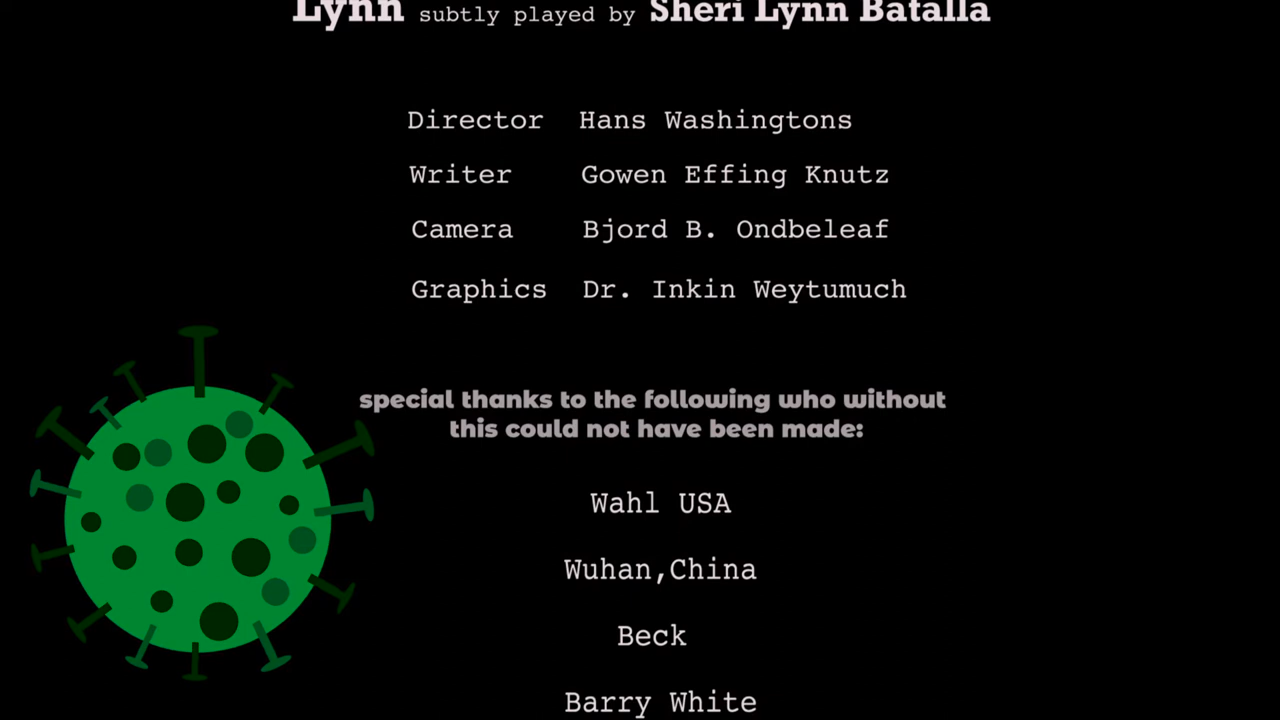 Lynn subtly played by Sheri Lynn Batalla
Director Hans Washingtons
Writer Gowen Effing Knutz
Camera Bjord B. Ondbeleaf
Graphics Dr. Inkin Weytumuch
special thanks to the following who without
this could not have been made:
Wahl USA
Wuhan,China
Beck
Barry White